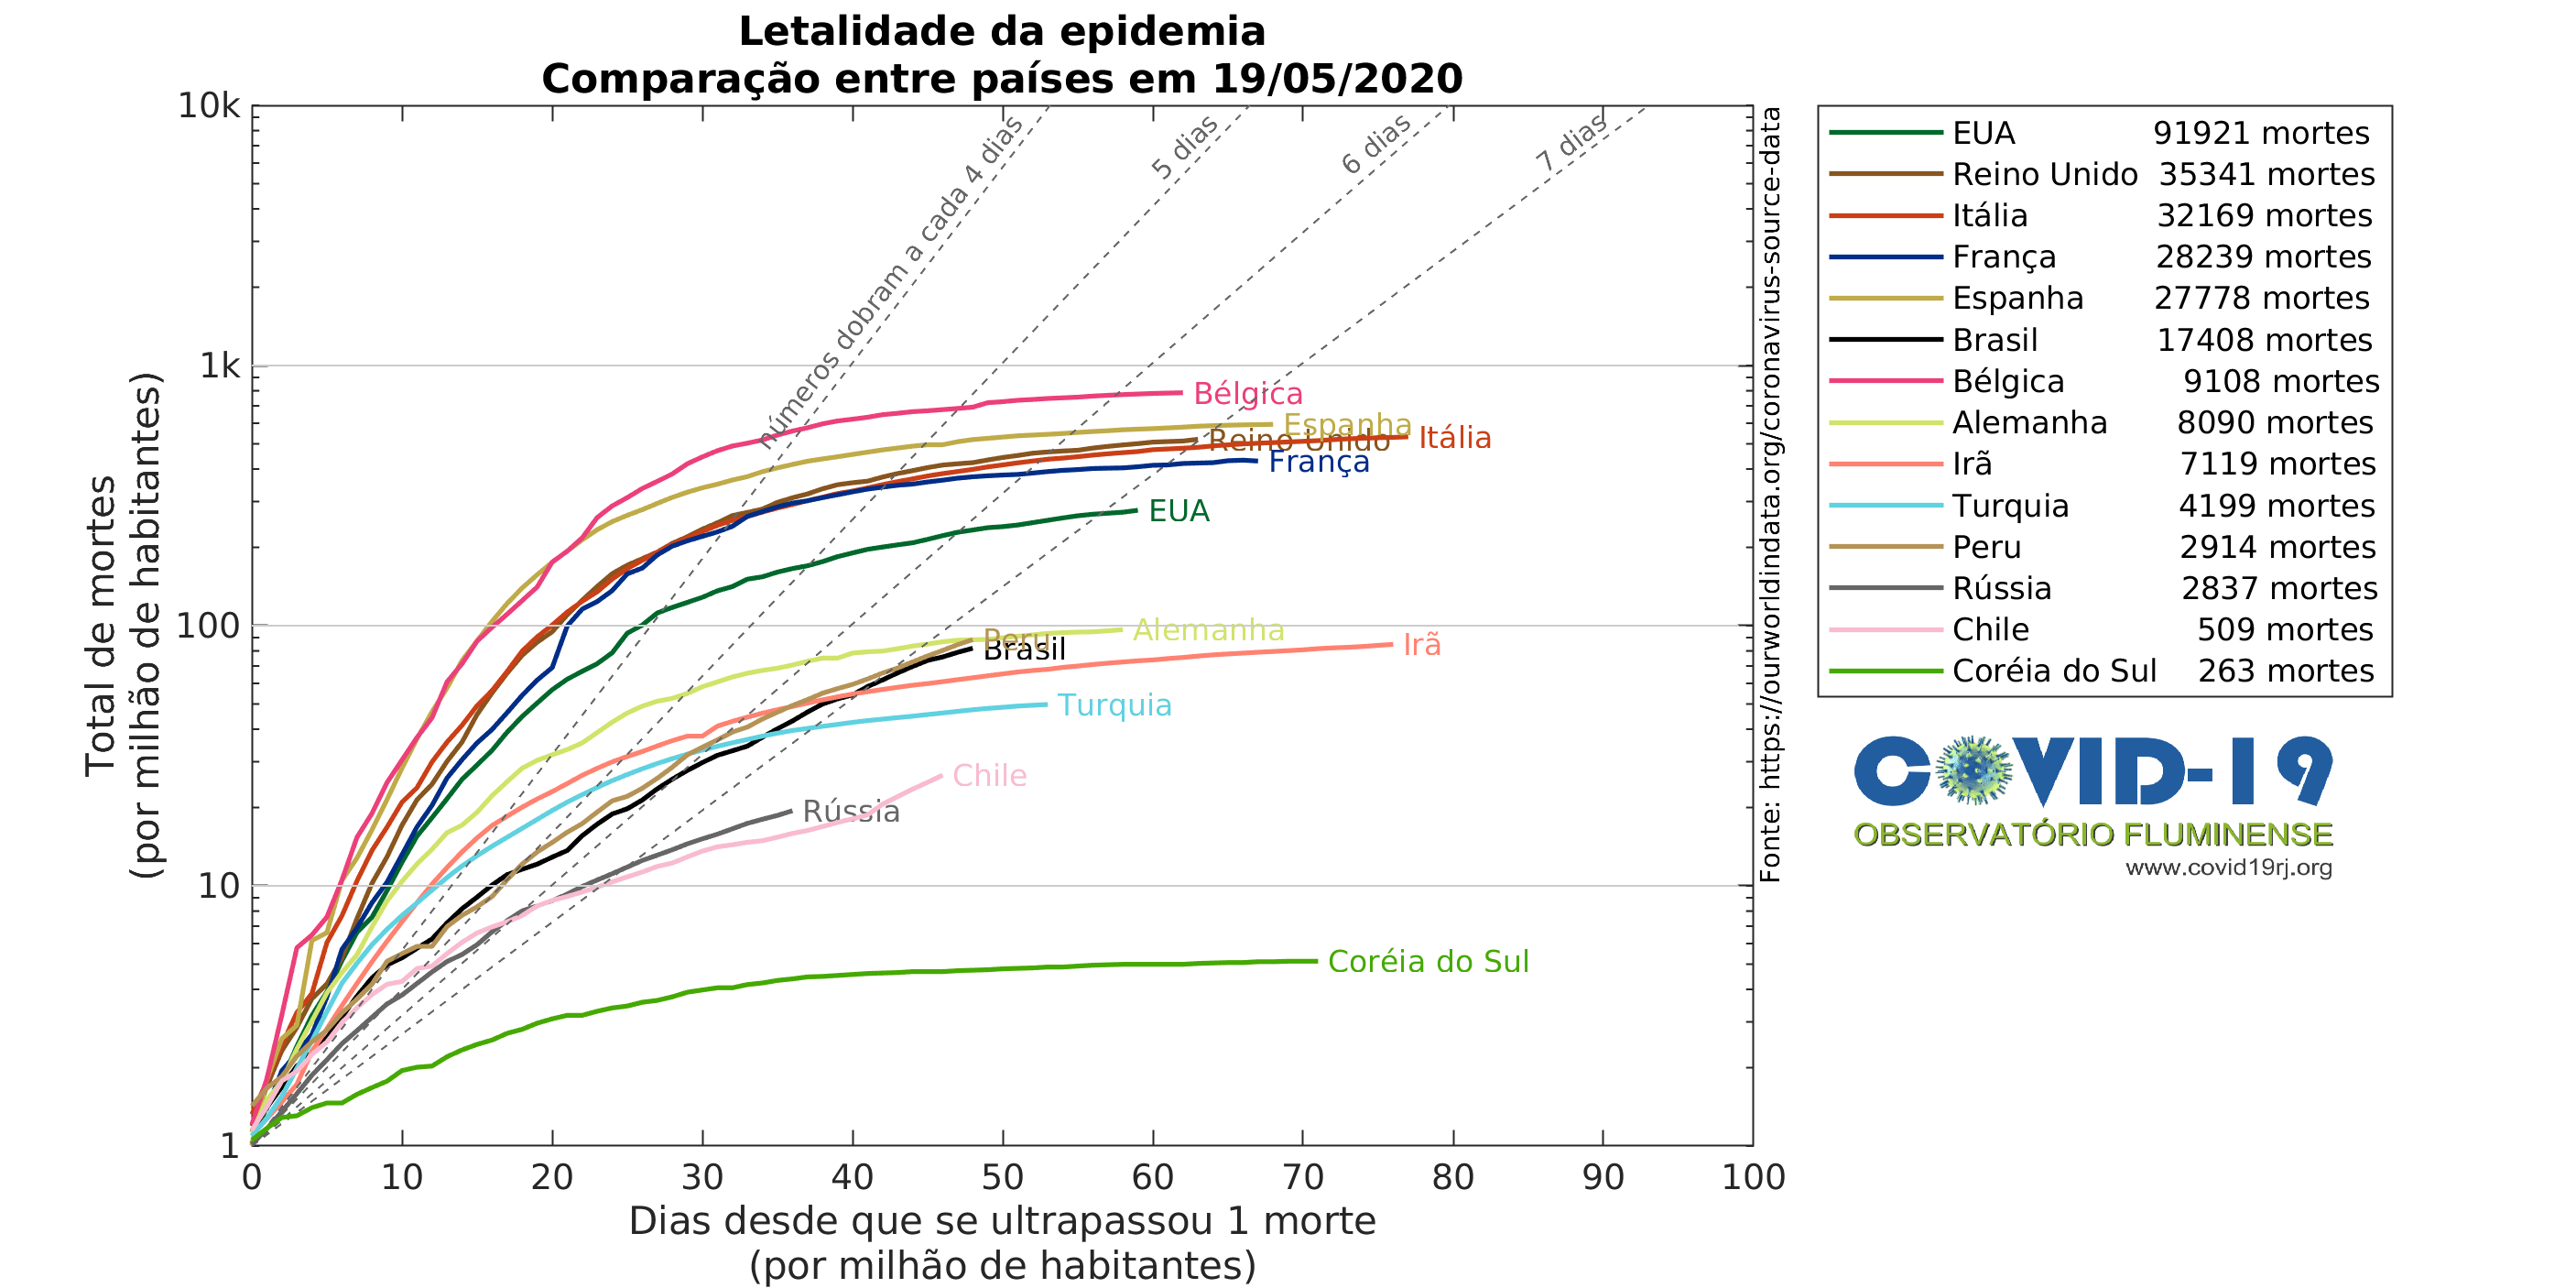 Letalidade da epidemia
Comparação entre países em 19/05/2020
Total de mortes
(por milhão de habitantes)
10k
1k
100
10
1
0 10 20 30 40 50 60 70 80 90 100
Dias desde que se ultrapassou 1 morte
(por milhão de habitantes)
números dobram a cada 4 dias
5 dias
6 dias
7 dias
Bélgica
Espanha
Reino Unido
Itália
França
EUA
Alemanha
Peru
Brasil
Irã
Turquia
Chile
Rússia
Coréia do Sul
Fonte: https://ourworldindata.org/coronavirus-source-data
EUA 91921 mortes
Reino Unido 35341 mortes
Itália 32169 mortes
França 28239 mortes
Espanha 27778 mortes
Brasil 17408 mortes
Bélgica 9108 mortes
Alemanha 8090 mortes
Irã 7119 mortes
Turquia 4199 mortes
Peru 2914 mortes
Rússia 2837 mortes
Chile 509 mortes
Coréia do Sul 263 mortes
COVID-19
OBSERVATÓRIO FLUMINENSE
www.covid19rj.org